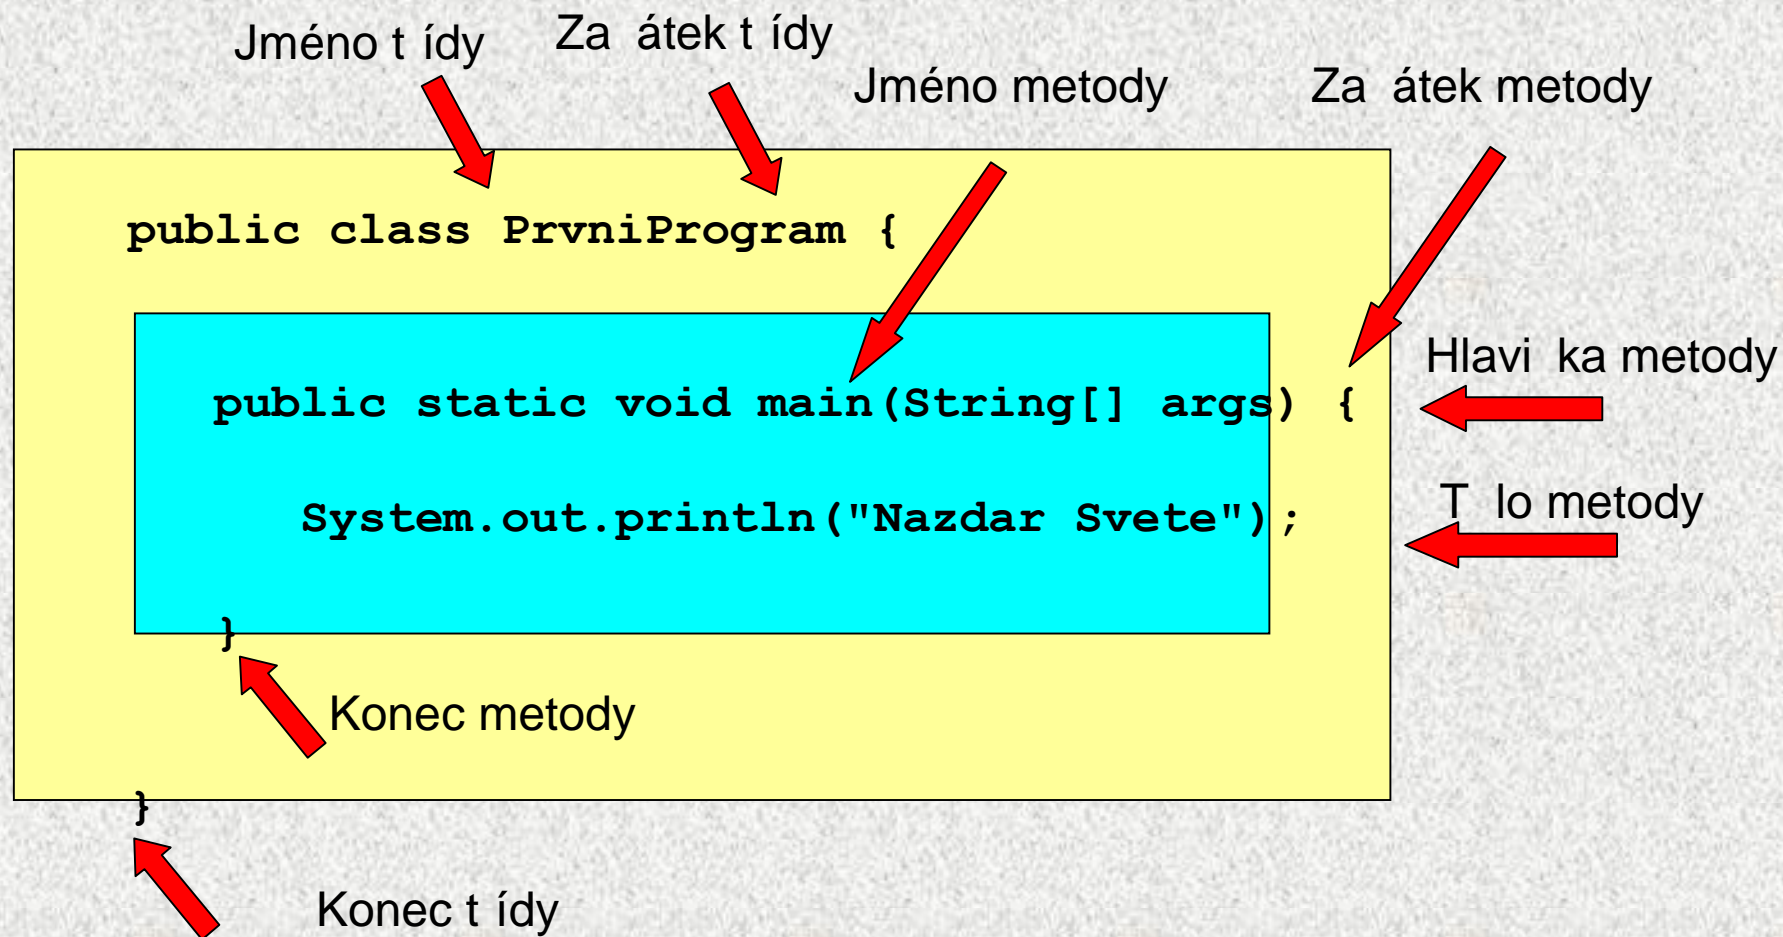 Jméno t ídy
Za átek t ídy
Jméno metody
Za átek metody
public class PrvniProgram {
public static void main(String[] args) {
Hlavi ka metody
System.out.println("Nazdar Svete");
T lo metody
}
Konec metody
}
Konec t ídy